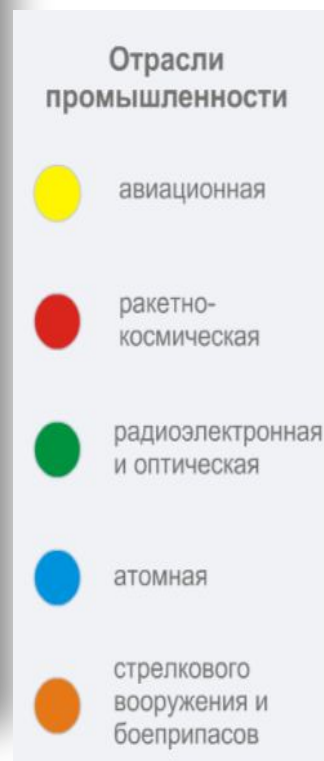 Отрасли
промышленности
авиационная
ракетно-
космическая
радиоэлектронная
и оптическая
атомная
стрелкового
вооружения и
боеприпасов